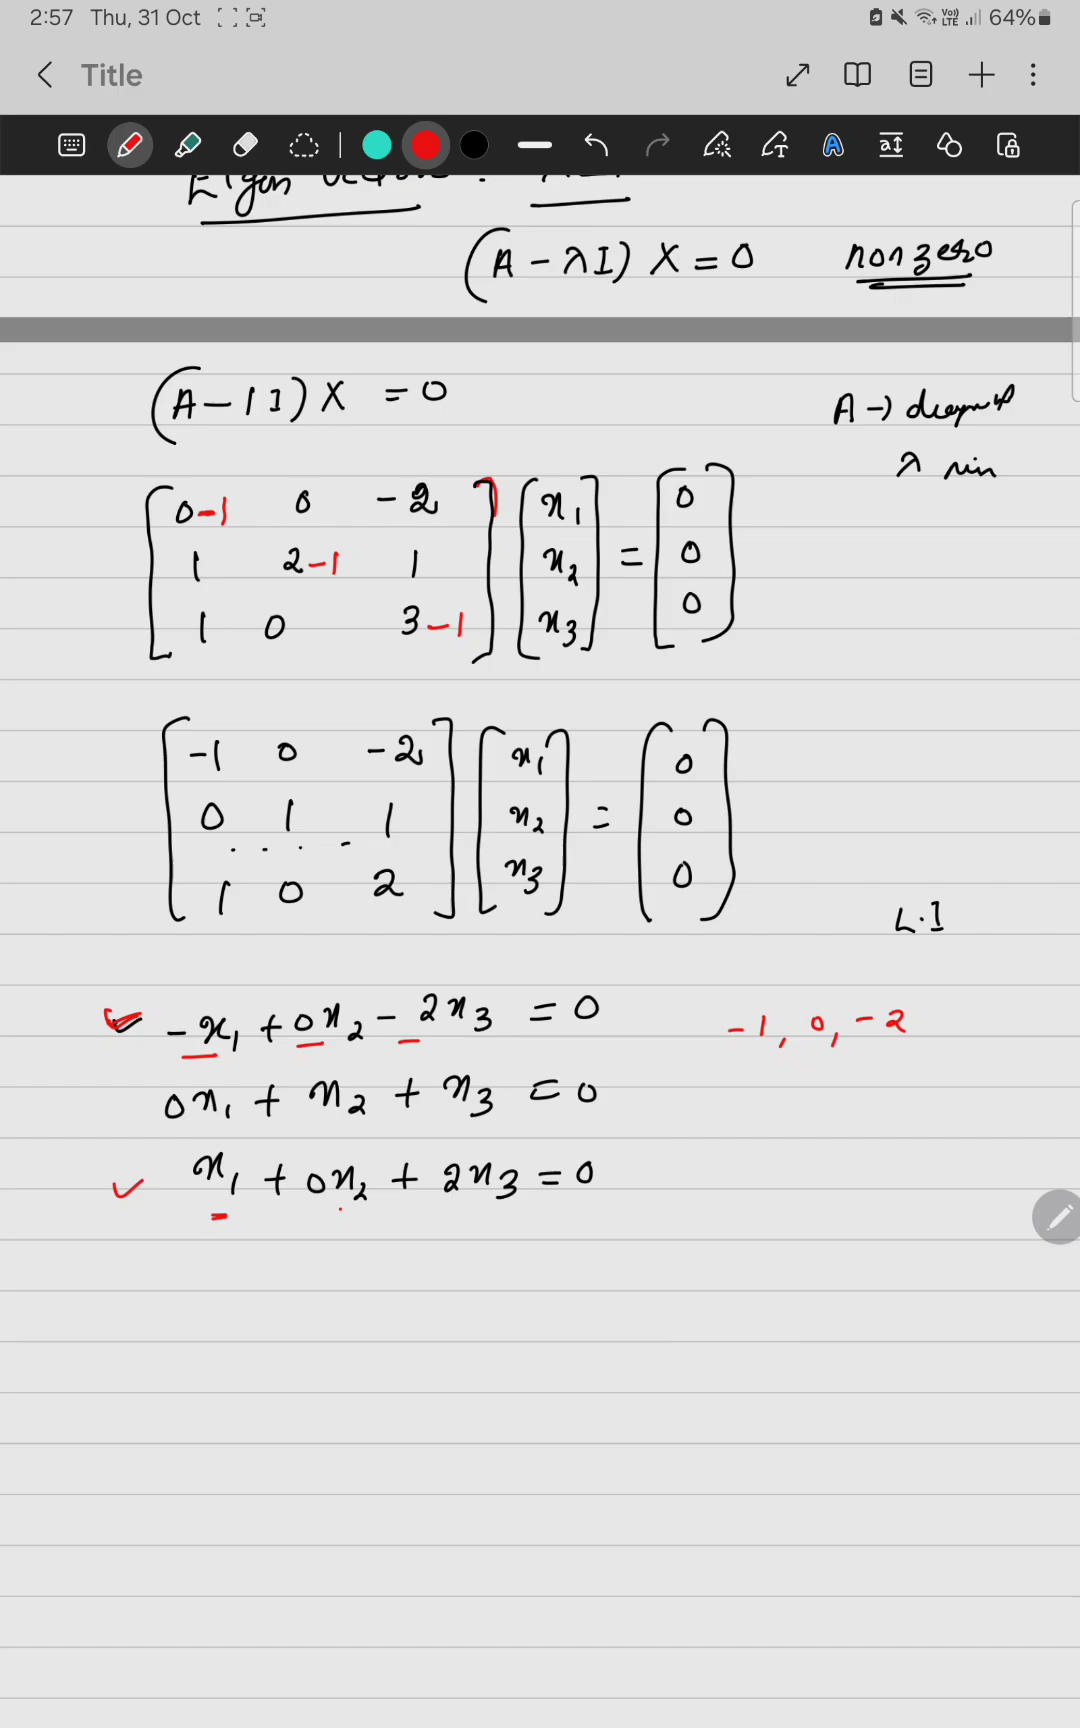 2:57 Thu, 31 Oct
64%
Title
Eigen
(A - λI) X = 0 non zero
(A - 1I) X = 0
A → diagonal
λ
[0-1 0 -2] [x1] [0]
[1 2-1 1] [x2] = [0]
[1 0 3-1] [x3] [0]
[-1 0 -2] [x1] [0]
[0 1 1] [x2] = [0]
[1 0 2] [x3] [0]
L.I
-x1 + 0x2 - 2x3 = 0 -1, 0, -2
0x1 + x2 + x3 = 0
x1 + 0x2 + 2x3 = 0